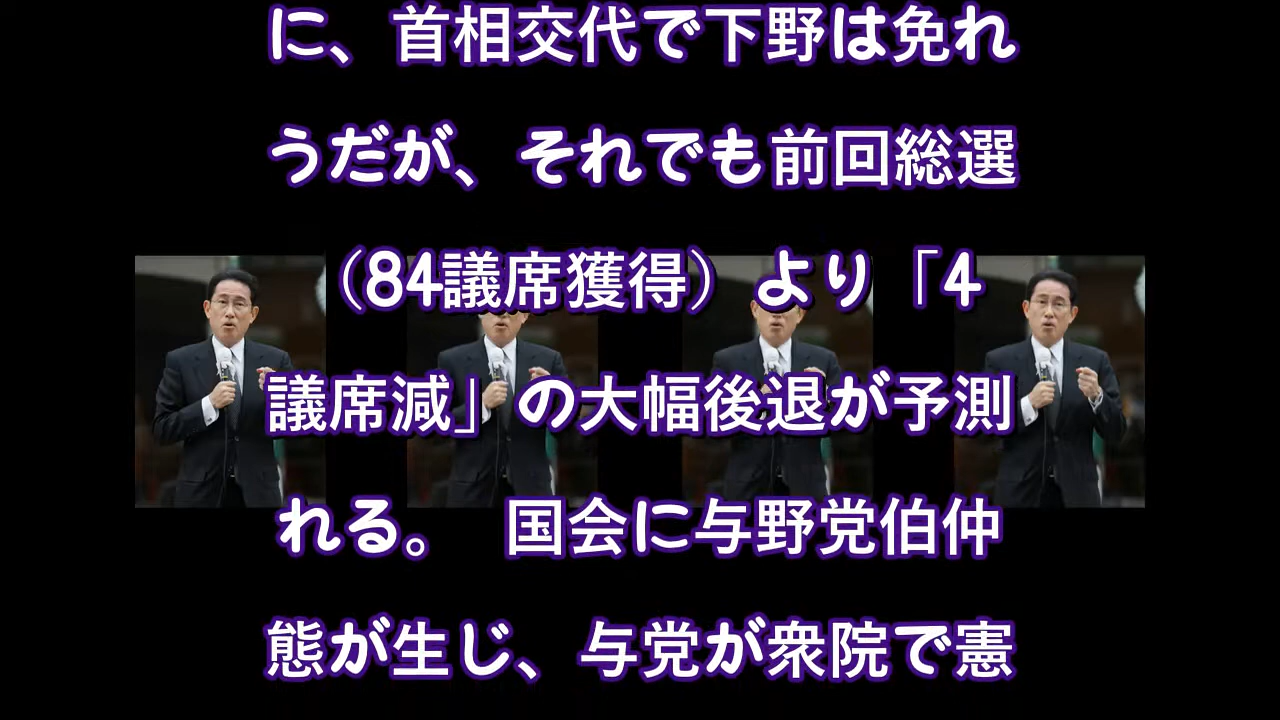 に、首相交代で下野は免れ
うだが、それでも前回総選
（84議席獲得）より「4
議席減」の大幅後退が予測
れる。　国会に与野党伯仲
態が生じ、与党が衆院で憲